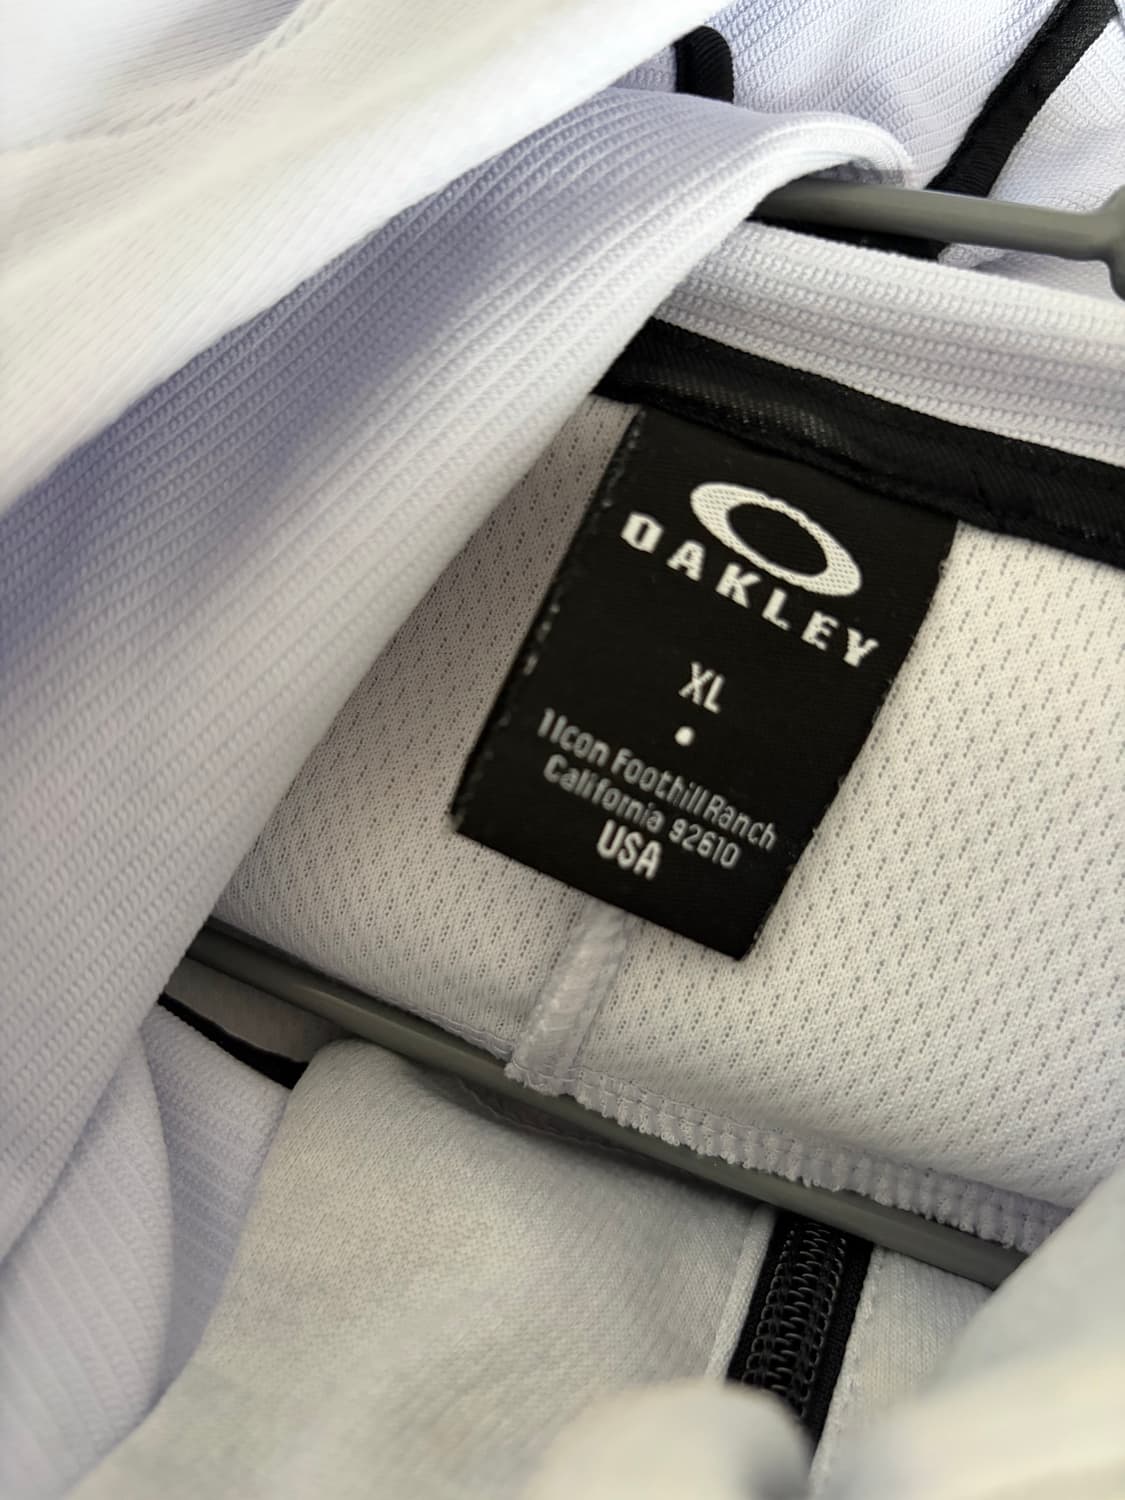 OAKLEY
XL
1 Icon Foothill Ranch
California 92610
USA